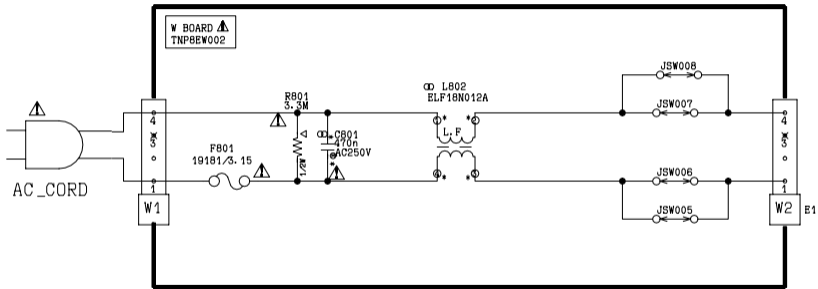 W BOARD
TNP8EW002
AC_CORD
4
3
1
W1
F801
19181/3.15
R801
3.3M
1/2W
C801
470n
AC250V
L802
ELF18N012A
L.F
JSW008
JSW007
JSW006
JSW005
4
3
1
W2
E1